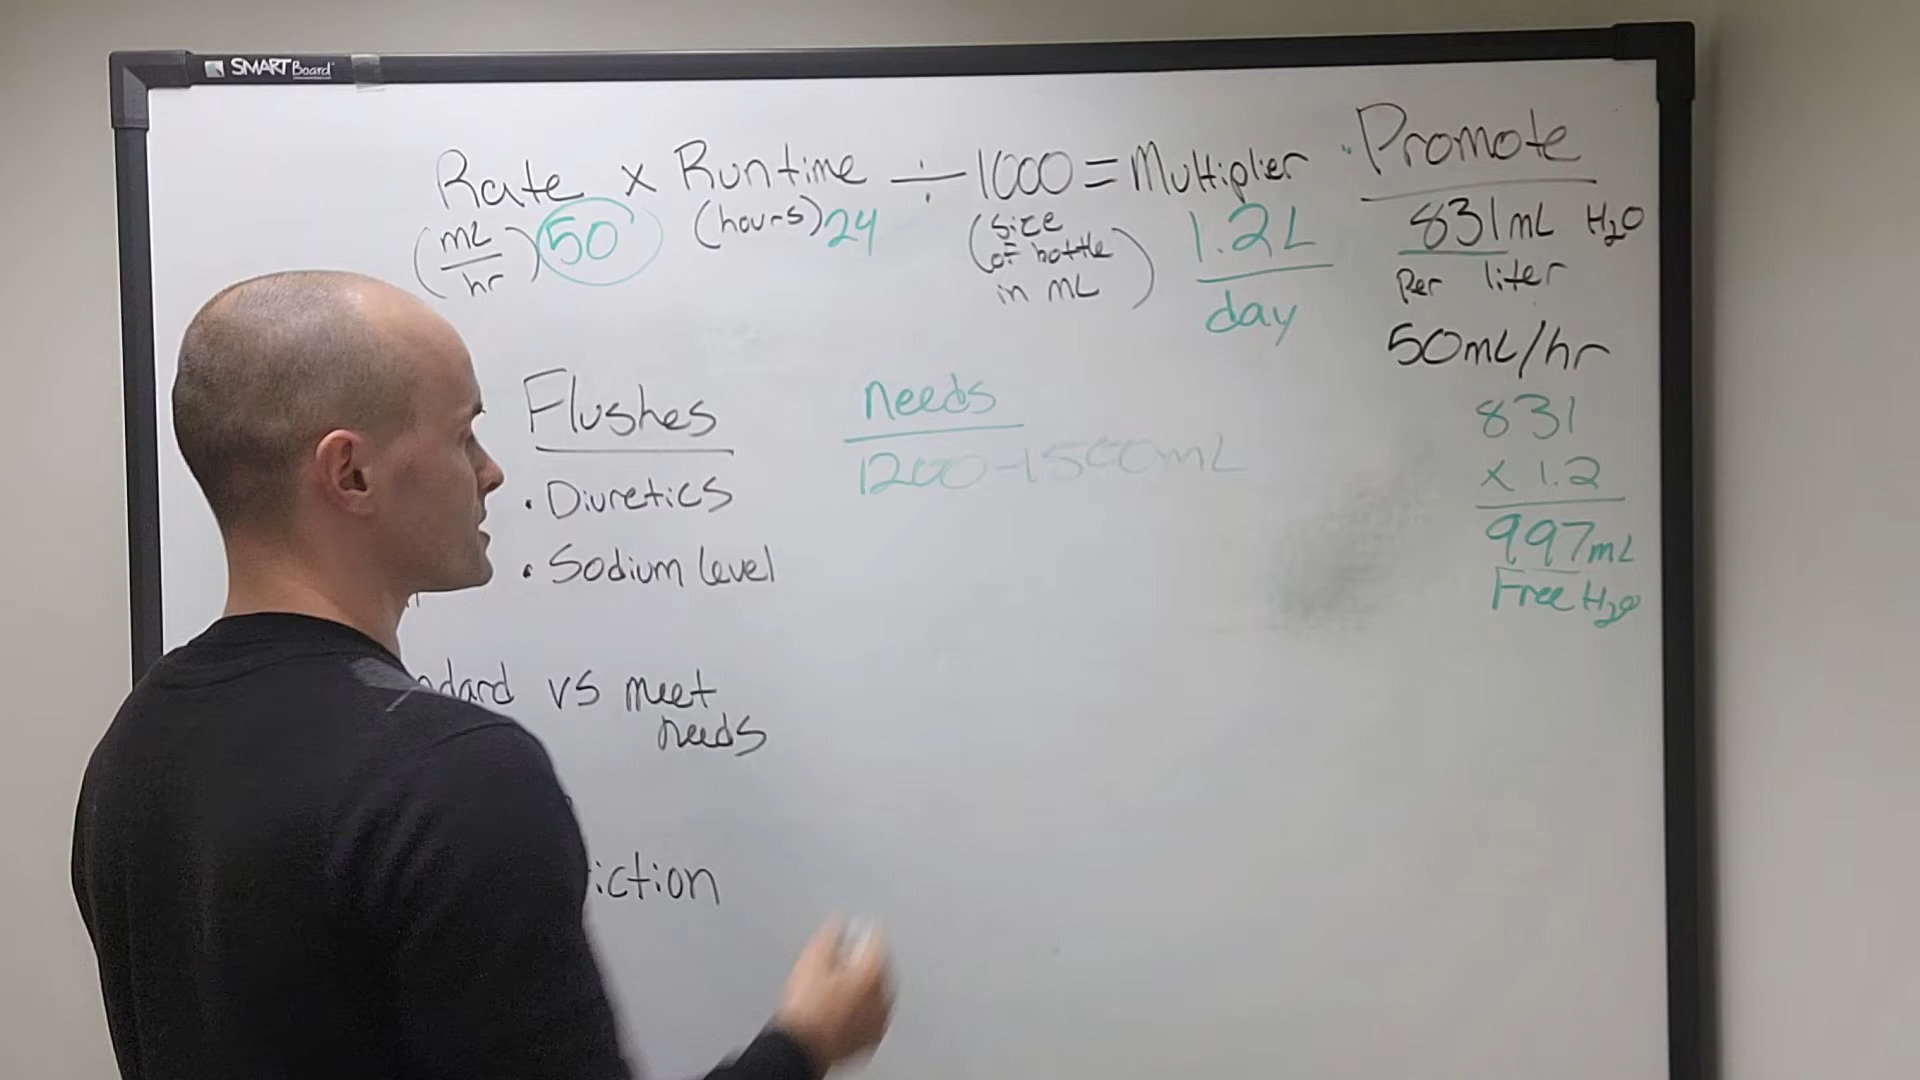 SMART Board
Rate x Runtime ÷ 1000 = Multiplier
(mL/hr) 50 (hours) 24 (size of bottle in mL) 1.2L/day
"Promote
831mL H2O
Per liter
50mL/hr
831
x 1.2
997mL
Free H2O
Flushes
• Diuretics
• Sodium level
needs
1200-1500mL
ndard vs meet
needs
iction